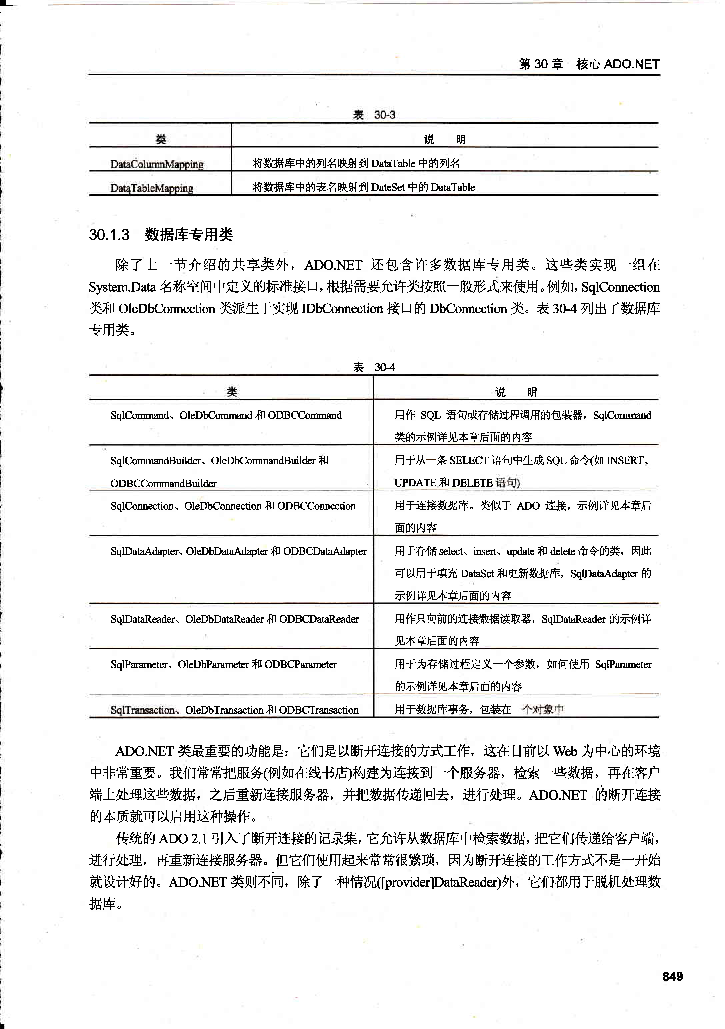 第 30 章 核心 ADO.NET
表 30-3
类 说 明
DataColumnMapping 将数据库中的列名映射到 DataTable 中的列名
DataTableMapping 将数据库中的表名映射到 DateSet 中的 DataTable
30.1.3 数据库专用类
除了上一节介绍的共享类外，ADO.NET 还包含许多数据库专用类。这些类实现一组在
System.Data 名称空间中定义的标准接口，根据需要允许类按照一般形式来使用。例如，SqlConnection
类和 OleDbConnection 类派生于实现 IDbConnection 接口的 DbConnection 类。表 30-4 列出了数据库
专用类。
表 30-4
类 说 明
SqlCommand、OleDbCommand 和 ODBCCommand 用作 SQL 语句或存储过程调用的包装器，SqlCommand
类的示例详见本章后面的内容
SqlCommandBuilder、OleDbCommandBuilder 和 用于从一条 SELECT 语句中生成 SQL 命令(如 INSERT、
ODBCCommandBuilder UPDATE 和 DELETE 语句)
SqlConnection、OleDbConnection 和 ODBCConnection 用于连接数据库。类似于 ADO 连接，示例详见本章后
面的内容
SqlDataAdapter、OleDbDataAdapter 和 ODBCDataAdapter 用于存储 select、insert、update 和 delete 命令的类，因此
可以用于填充 DataSet 和更新数据库，SqlDataAdapter 的
示例详见本章后面的内容
SqlDataReader、OleDbDataReader 和 ODBCDataReader 用作只向前的连接数据读取器，SqlDataReader 的示例详
见本章后面的内容
SqlParameter、OleDbParameter 和 ODBCParameter 用于为存储过程定义一个参数，如何使用 SqlParameter
的示例详见本章后面的内容
SqlTransaction、OleDbTransaction 和 ODBCTransaction 用于数据库事务，包装在一个对象中
ADO.NET 类最重要的功能是：它们是以断开连接的方式工作，这在目前以 Web 为中心的环境
中非常重要。我们常常把服务(例如在线书店)构建为连接到一个服务器，检索一些数据，再在客户
端上处理这些数据，之后重新连接服务器，并把数据传递回去，进行处理。ADO.NET 的断开连接
的本质就可以启用这种操作。
传统的 ADO 2.1 引入了断开连接的记录集，它允许从数据库中检索数据，把它们传递给客户端，
进行处理，再重新连接服务器。但它们使用起来常常很繁琐，因为断开连接的工作方式不是一开始
就设计好的。ADO.NET 类则不同，除了一种情况([provider]DataReader)外，它们都用于脱机处理数
据库。
849